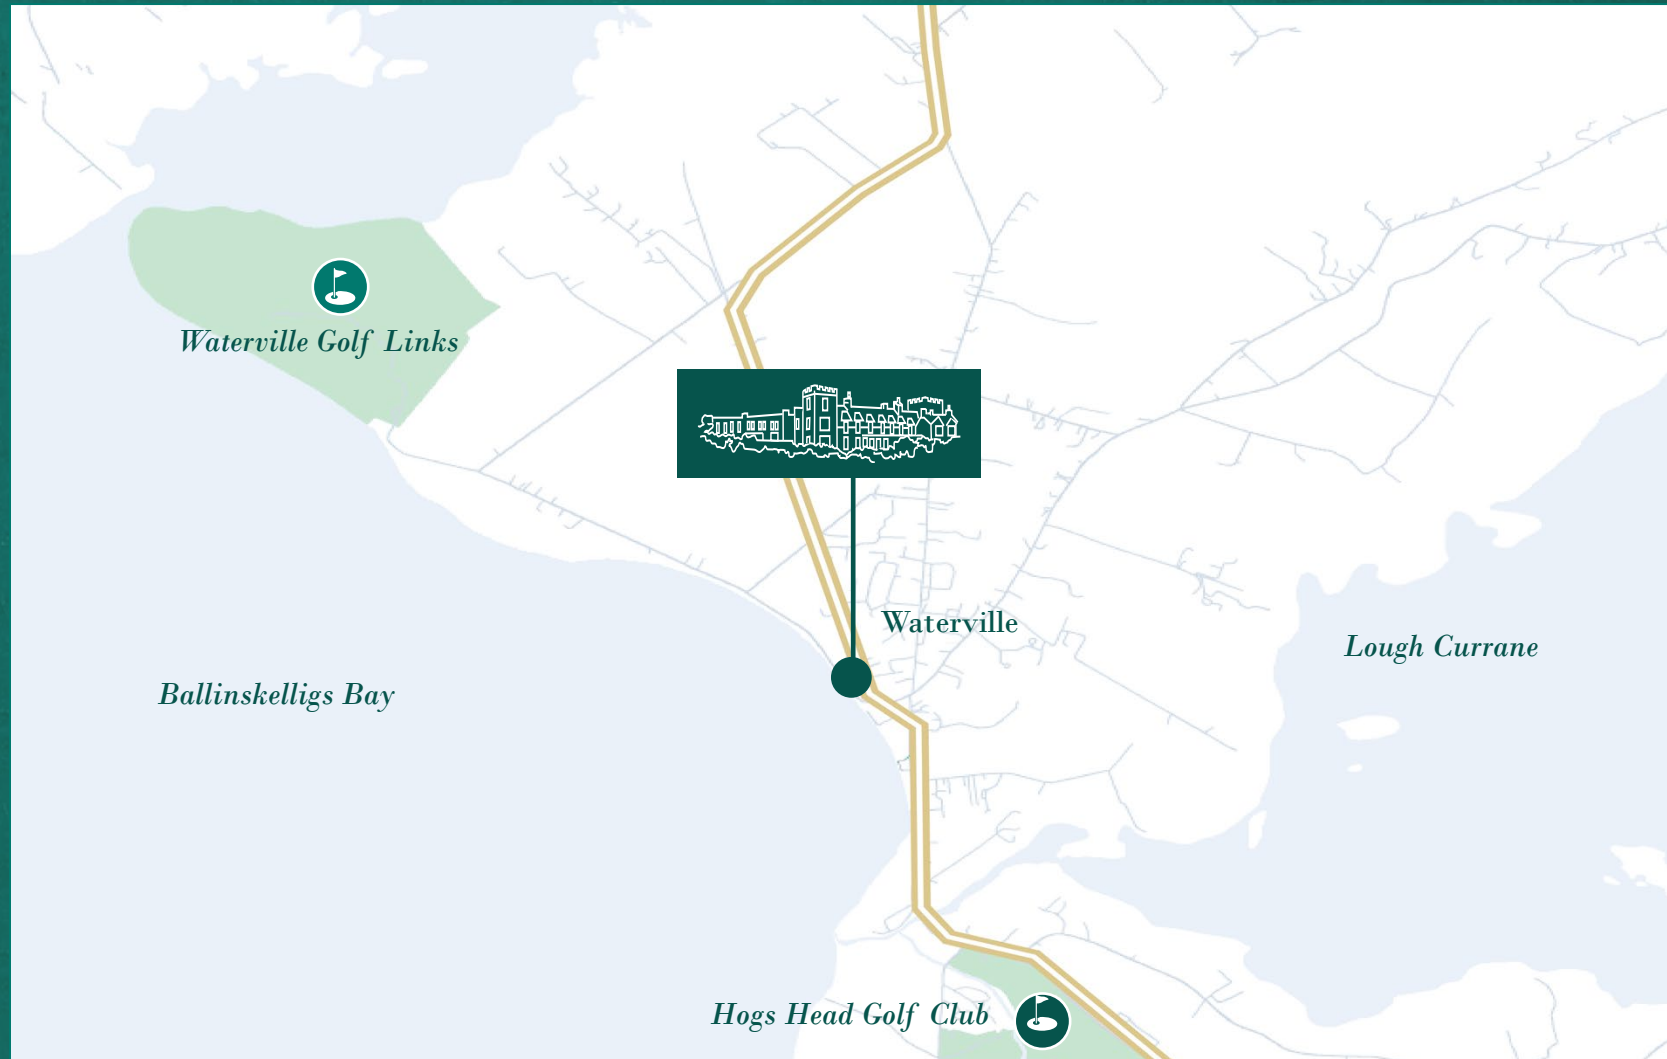 Waterville Golf Links
Waterville
Lough Currane
Ballinskelligs Bay
Hogs Head Golf Club